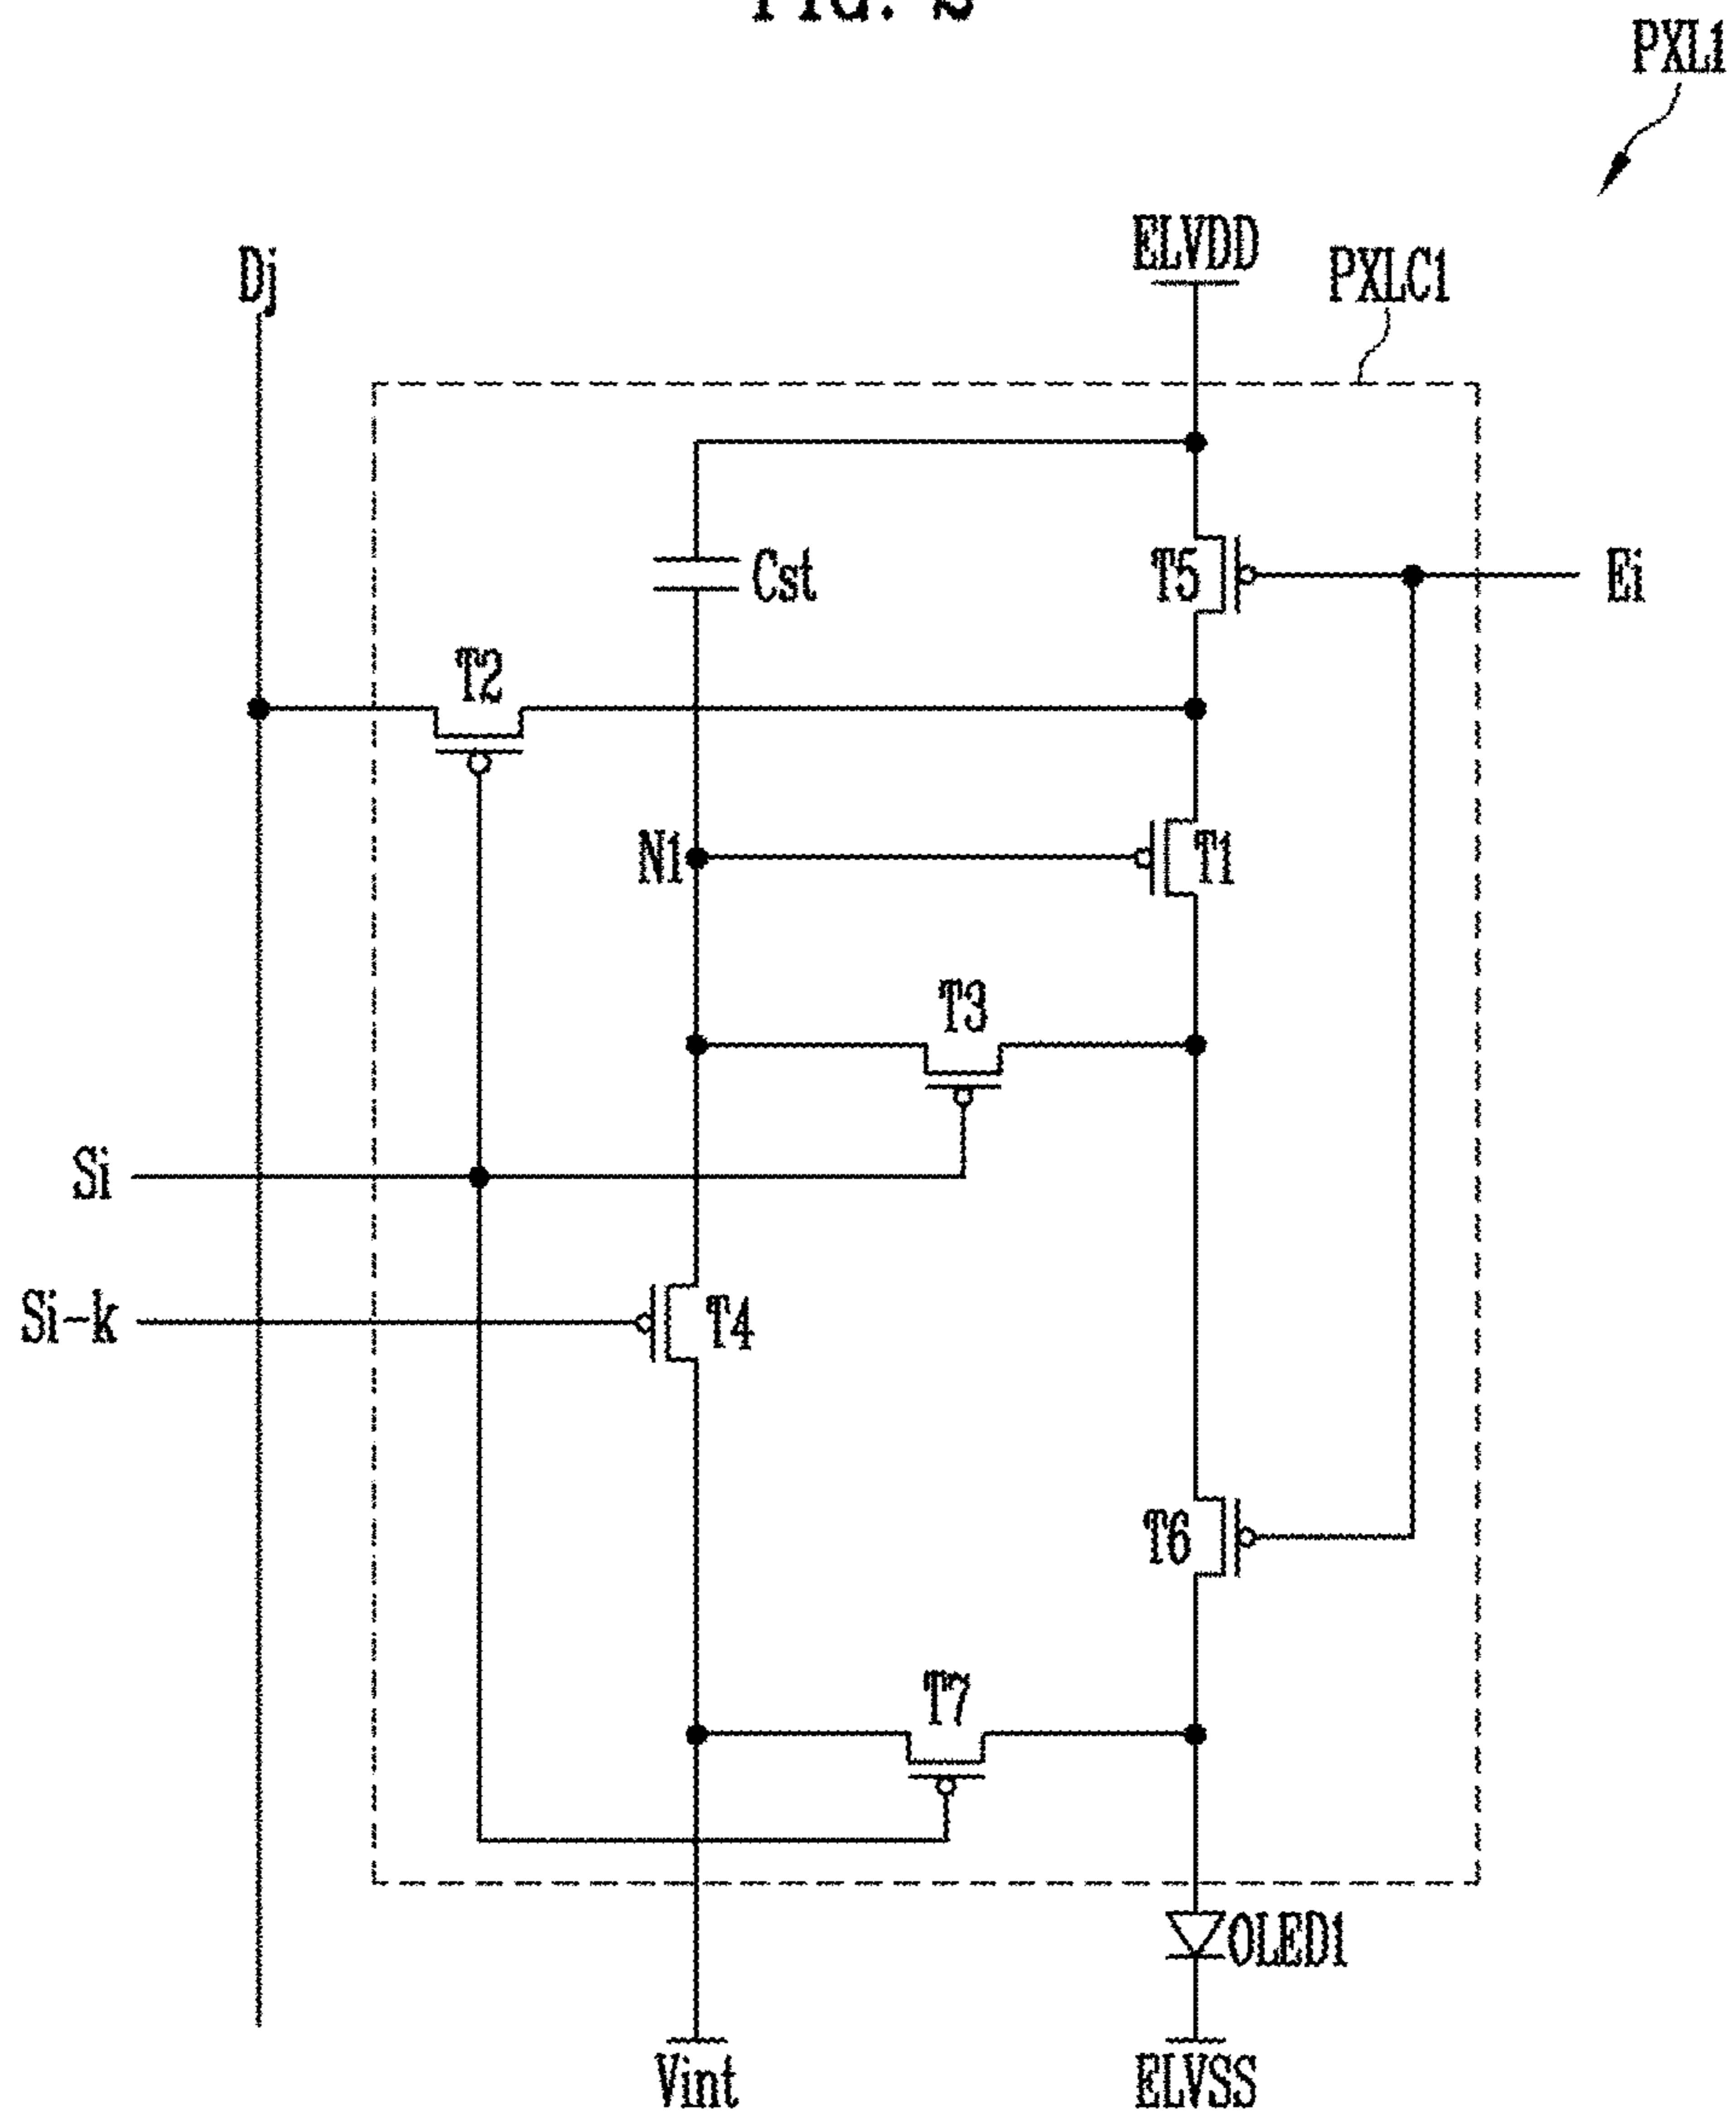 PXL1
ELVDD
Dj
PXLC1
T5
Ei
Cst
T2
N1
T1
T3
Si
Si-k
T4
T6
T7
OLED1
Vint
ELVSS